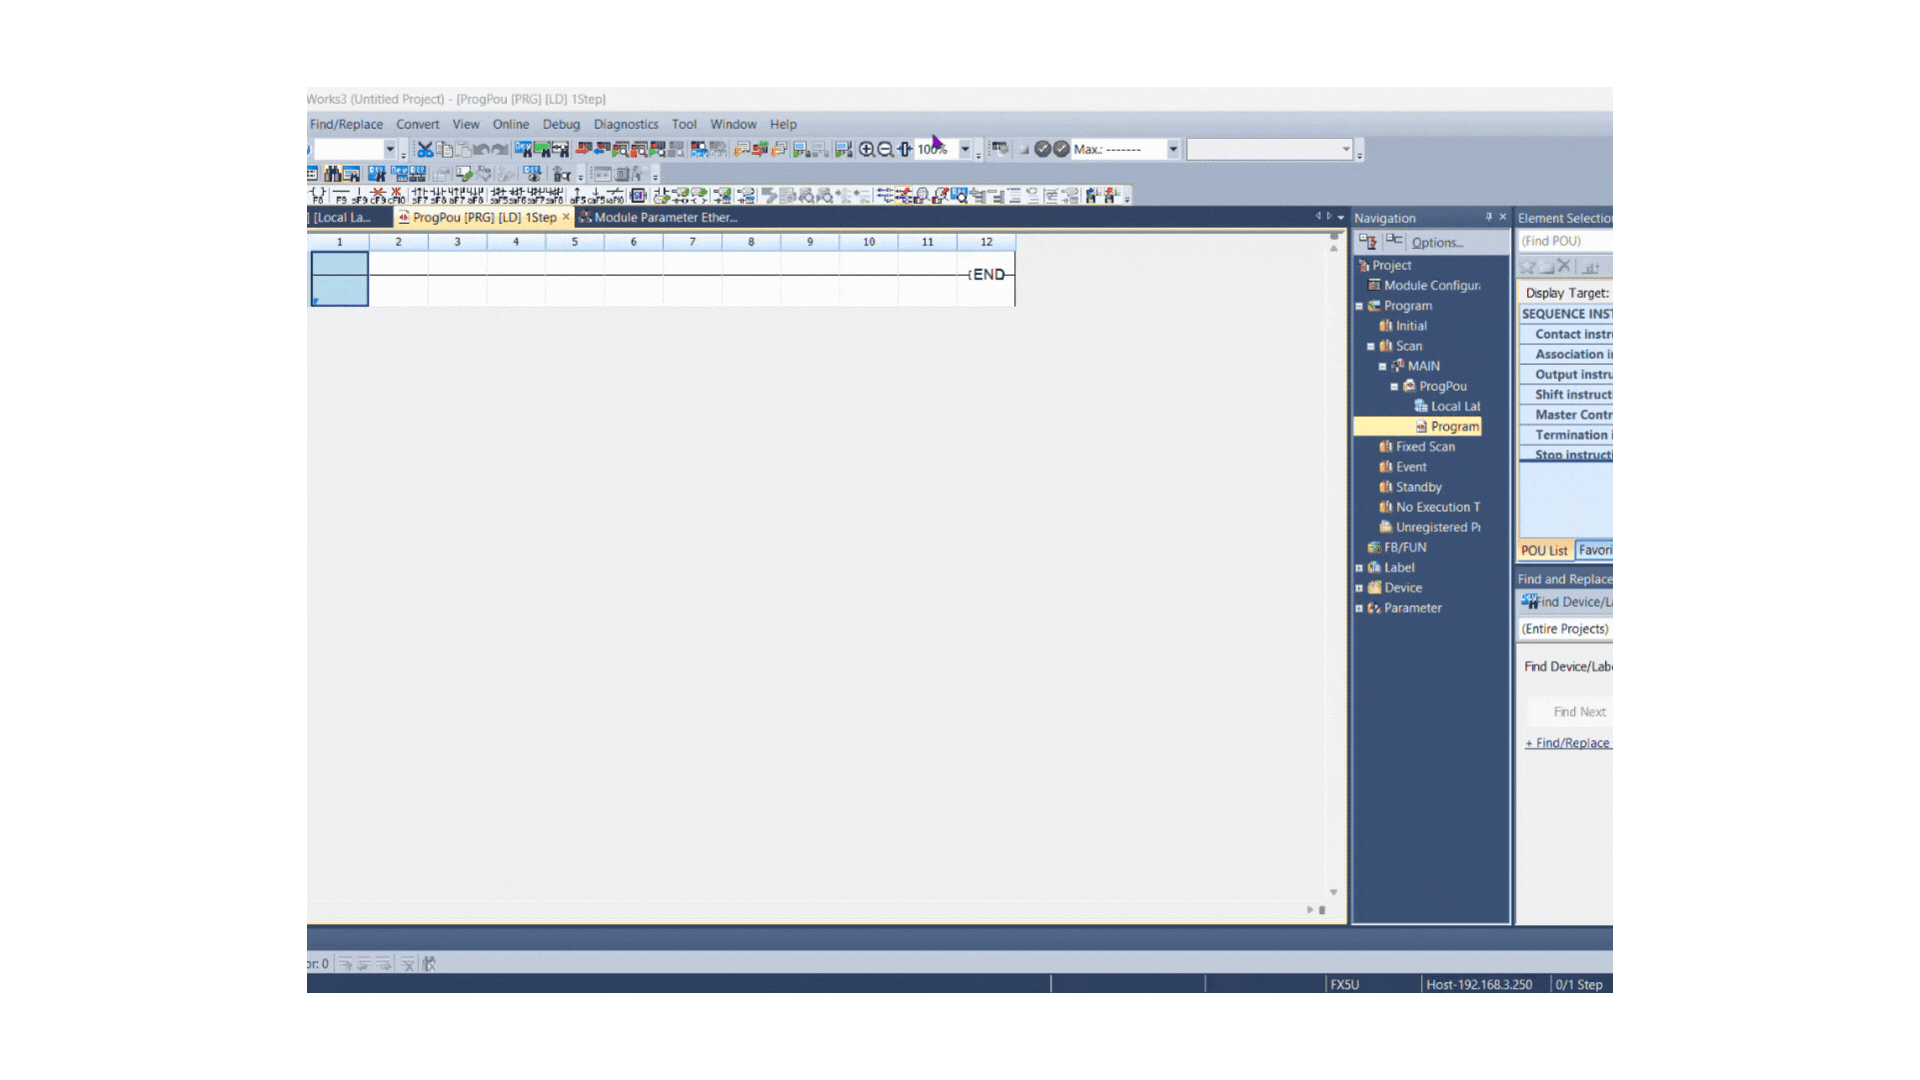 Works3 (Untitled Project) - [ProgPou [PRG] [LD] 1Step]
Find/Replace Convert View Online Debug Diagnostics Tool Window Help
100% Max.: -------
[Local La... ProgPou [PRG] [LD] 1Step Module Parameter Ether...
1 2 3 4 5 6 7 8 9 10 11 12
END
Navigation
Options...
Project
Module Configur
Program
Initial
Scan
MAIN
ProgPou
Local Lal
Program
Fixed Scan
Event
Standby
No Execution T
Unregistered Pr
FB/FUN
Label
Device
Parameter
Element Selectio
(Find POU)
Display Target:
SEQUENCE INST
Contact instr
Association i
Output instru
Shift instruct
Master Contr
Termination i
Stop instructi
POU List Favori
Find and Replace
Find Device/La
(Entire Projects)
Find Device/Lab
Find Next
+ Find/Replace
or: 0
FX5U Host-192.168.3.250 0/1 Step